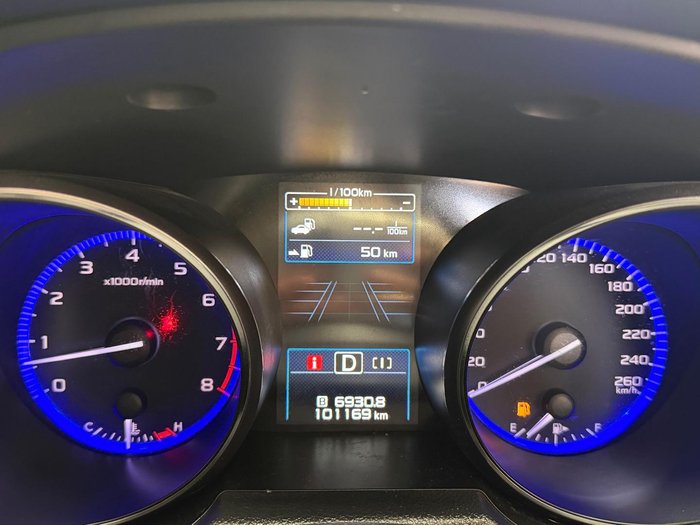 l/100km
+ -
--.- l/100km
50 km
0 1 2 3 4 5 6 7 8
x1000r/min
C H
i D (I)
B 6930.8
101169 km
20 140 160 180 200 220 240 260
km/h
20
E F